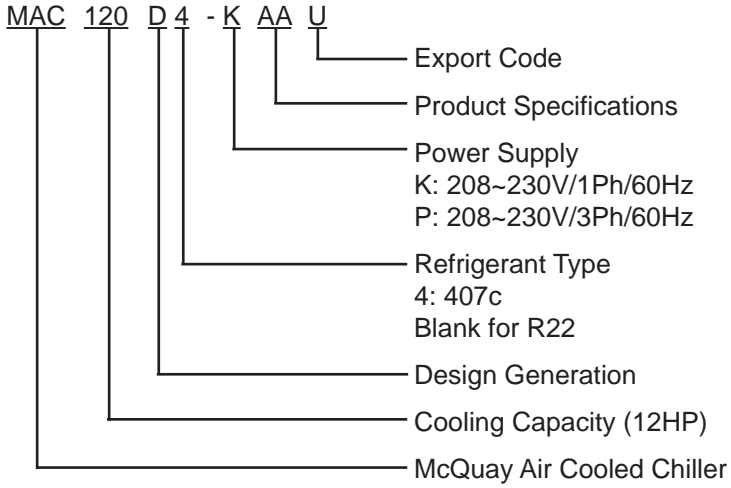 MAC 120 D 4 - K AA U
Export Code
Product Specifications
Power Supply
K: 208~230V/1Ph/60Hz
P: 208~230V/3Ph/60Hz
Refrigerant Type
4: 407c
Blank for R22
Design Generation
Cooling Capacity (12HP)
McQuay Air Cooled Chiller